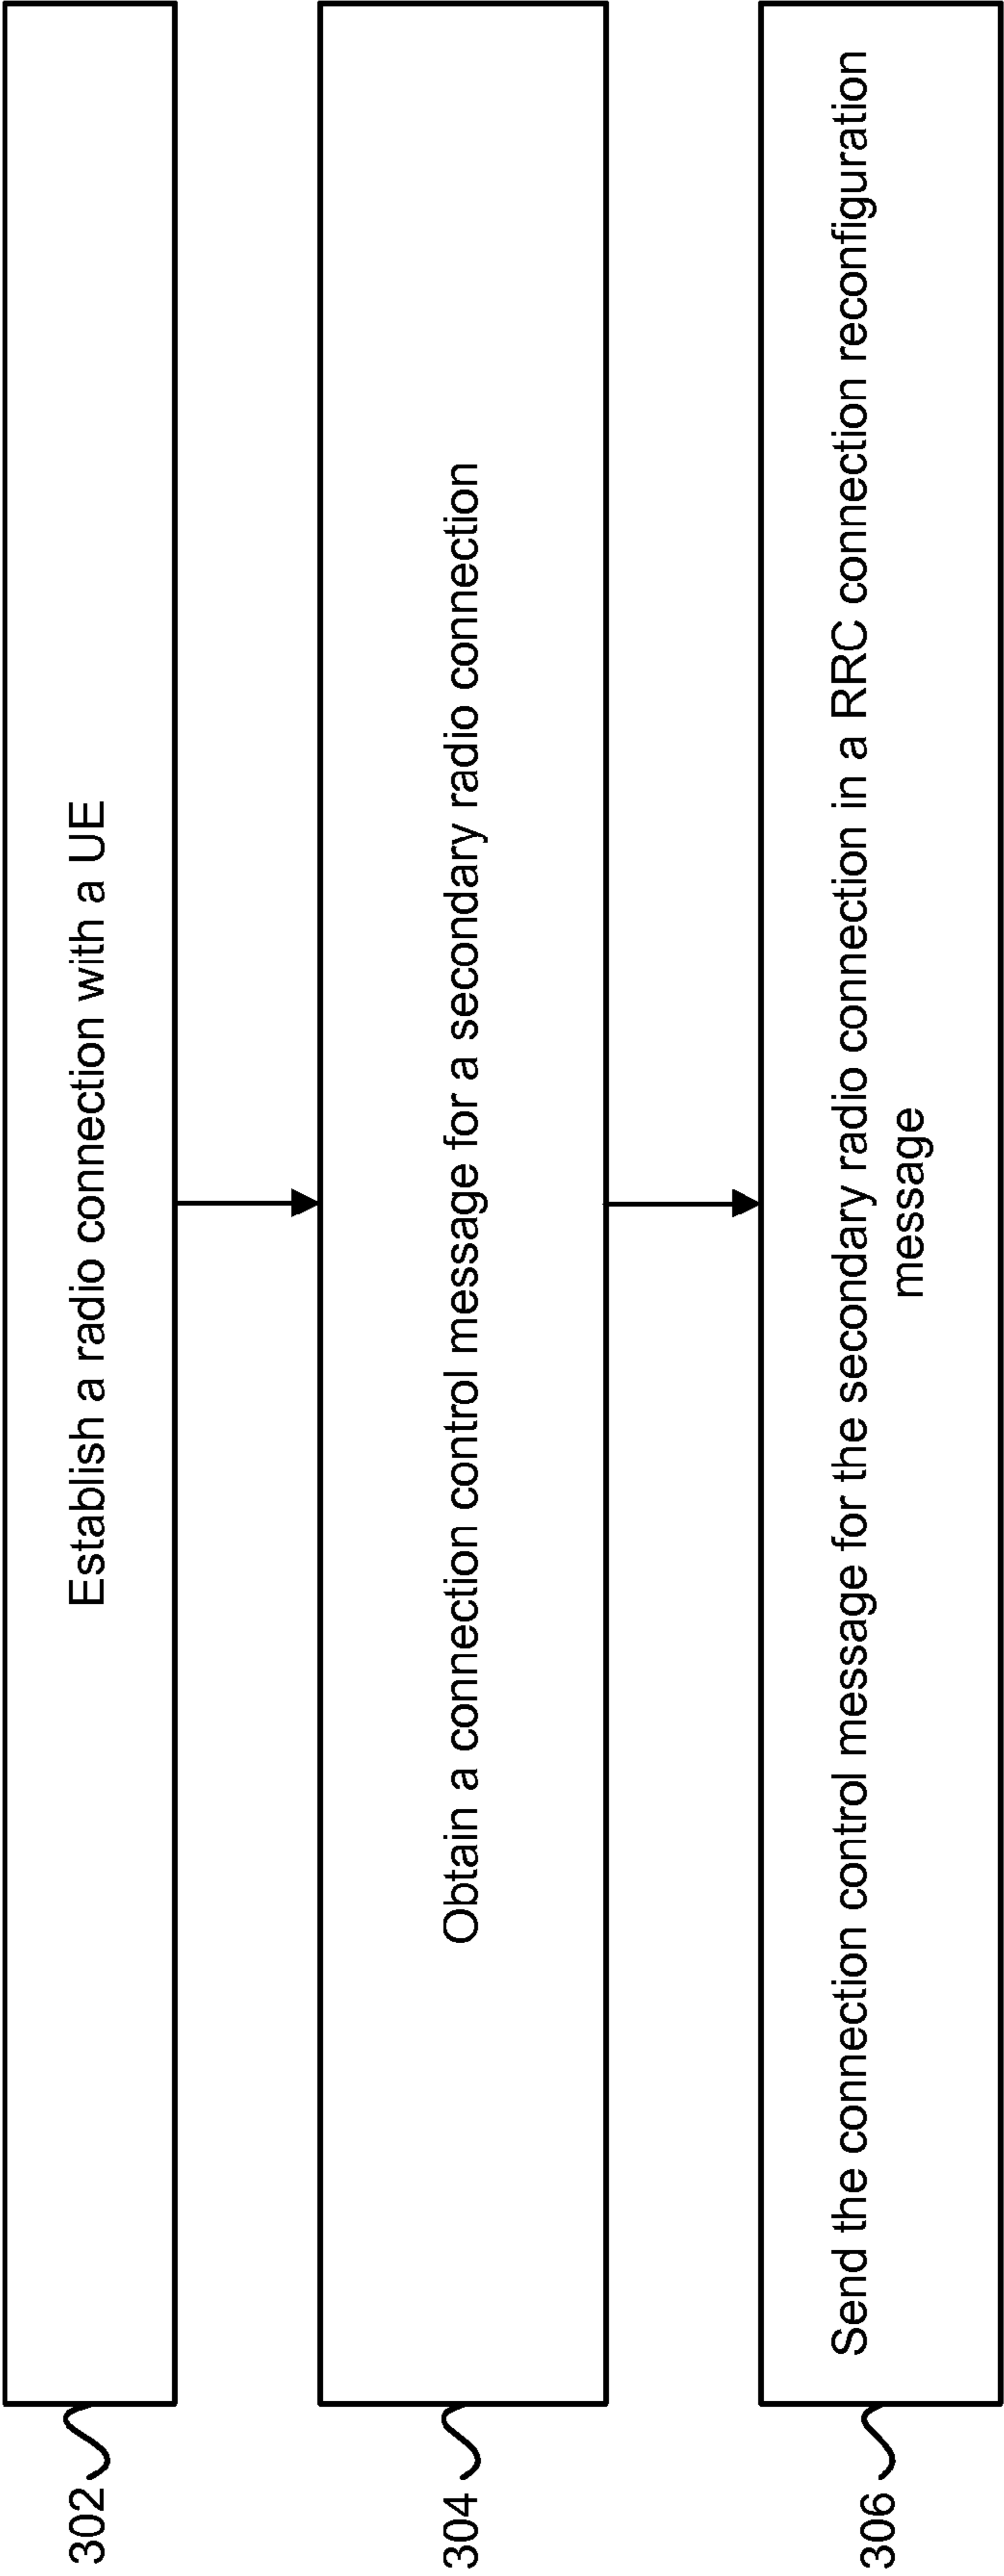 302
Establish a radio connection with a UE
304
Obtain a connection control message for a secondary radio connection
306
Send the connection control message for the secondary radio connection in a RRC connection reconfiguration
message